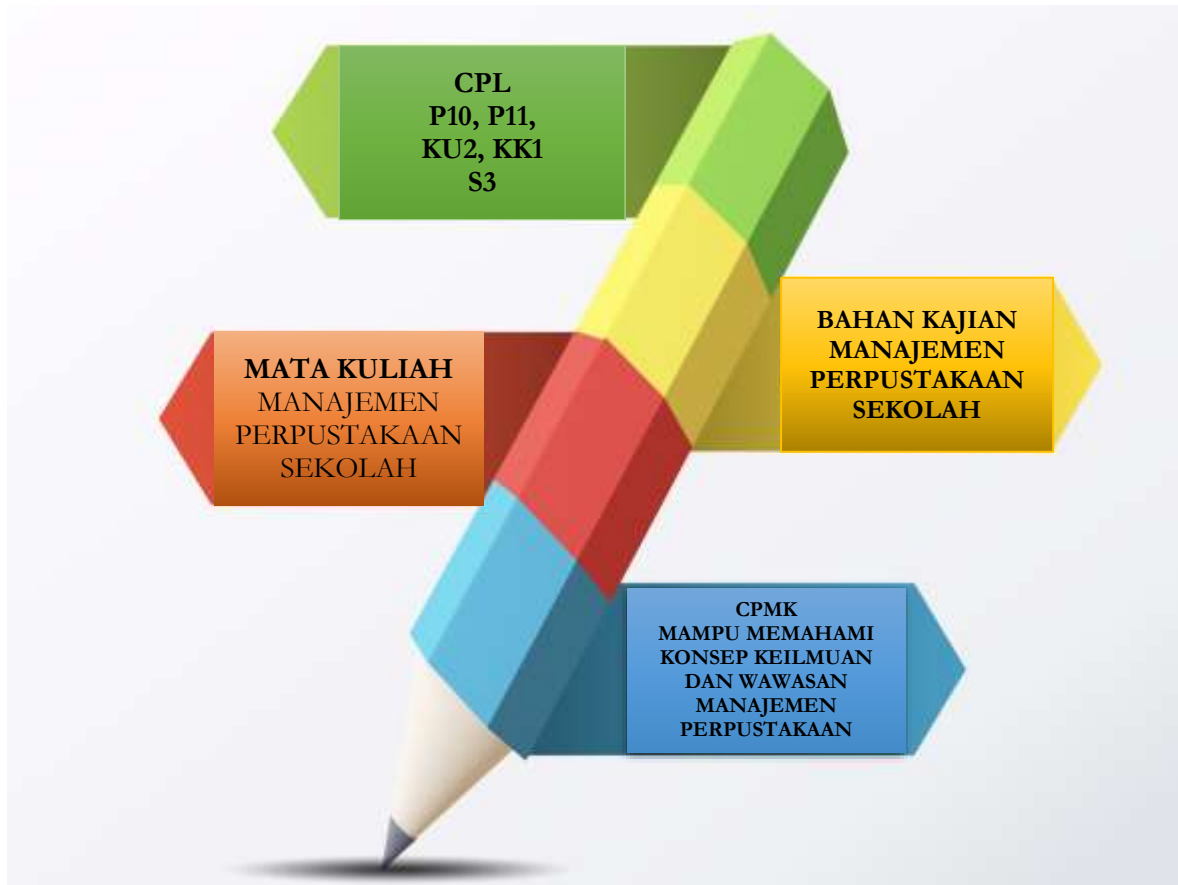 CPL
P10, P11,
KU2, KK1
S3
BAHAN KAJIAN
MANAJEMEN
PERPUSTAKAAN
SEKOLAH
MATA KULIAH
MANAJEMEN
PERPUSTAKAAN
SEKOLAH
CPMK
MAMPU MEMAHAMI
KONSEP KEILMUAN
DAN WAWASAN
MANAJEMEN
PERPUSTAKAAN